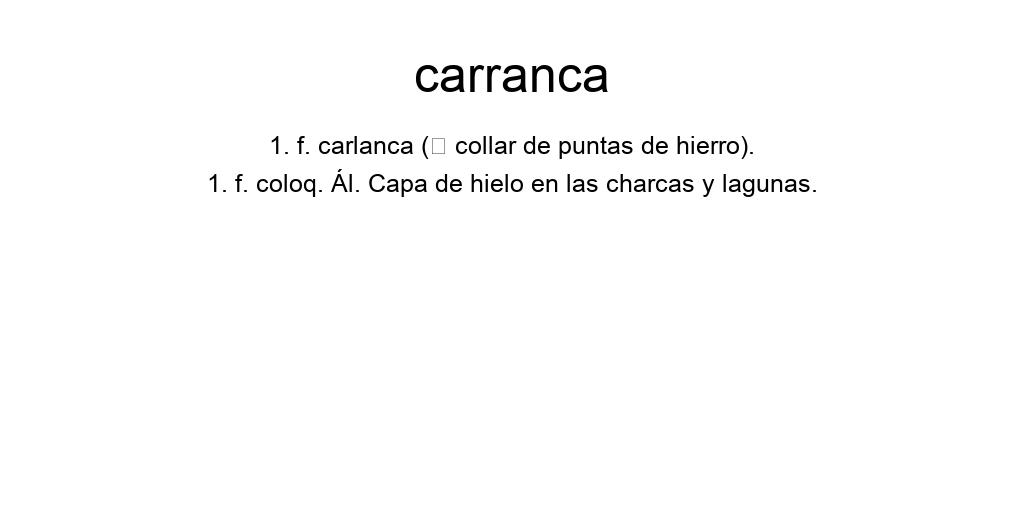 carranca
1. f. carlanca (‖ collar de puntas de hierro).
1. f. coloq. Ál. Capa de hielo en las charcas y lagunas.